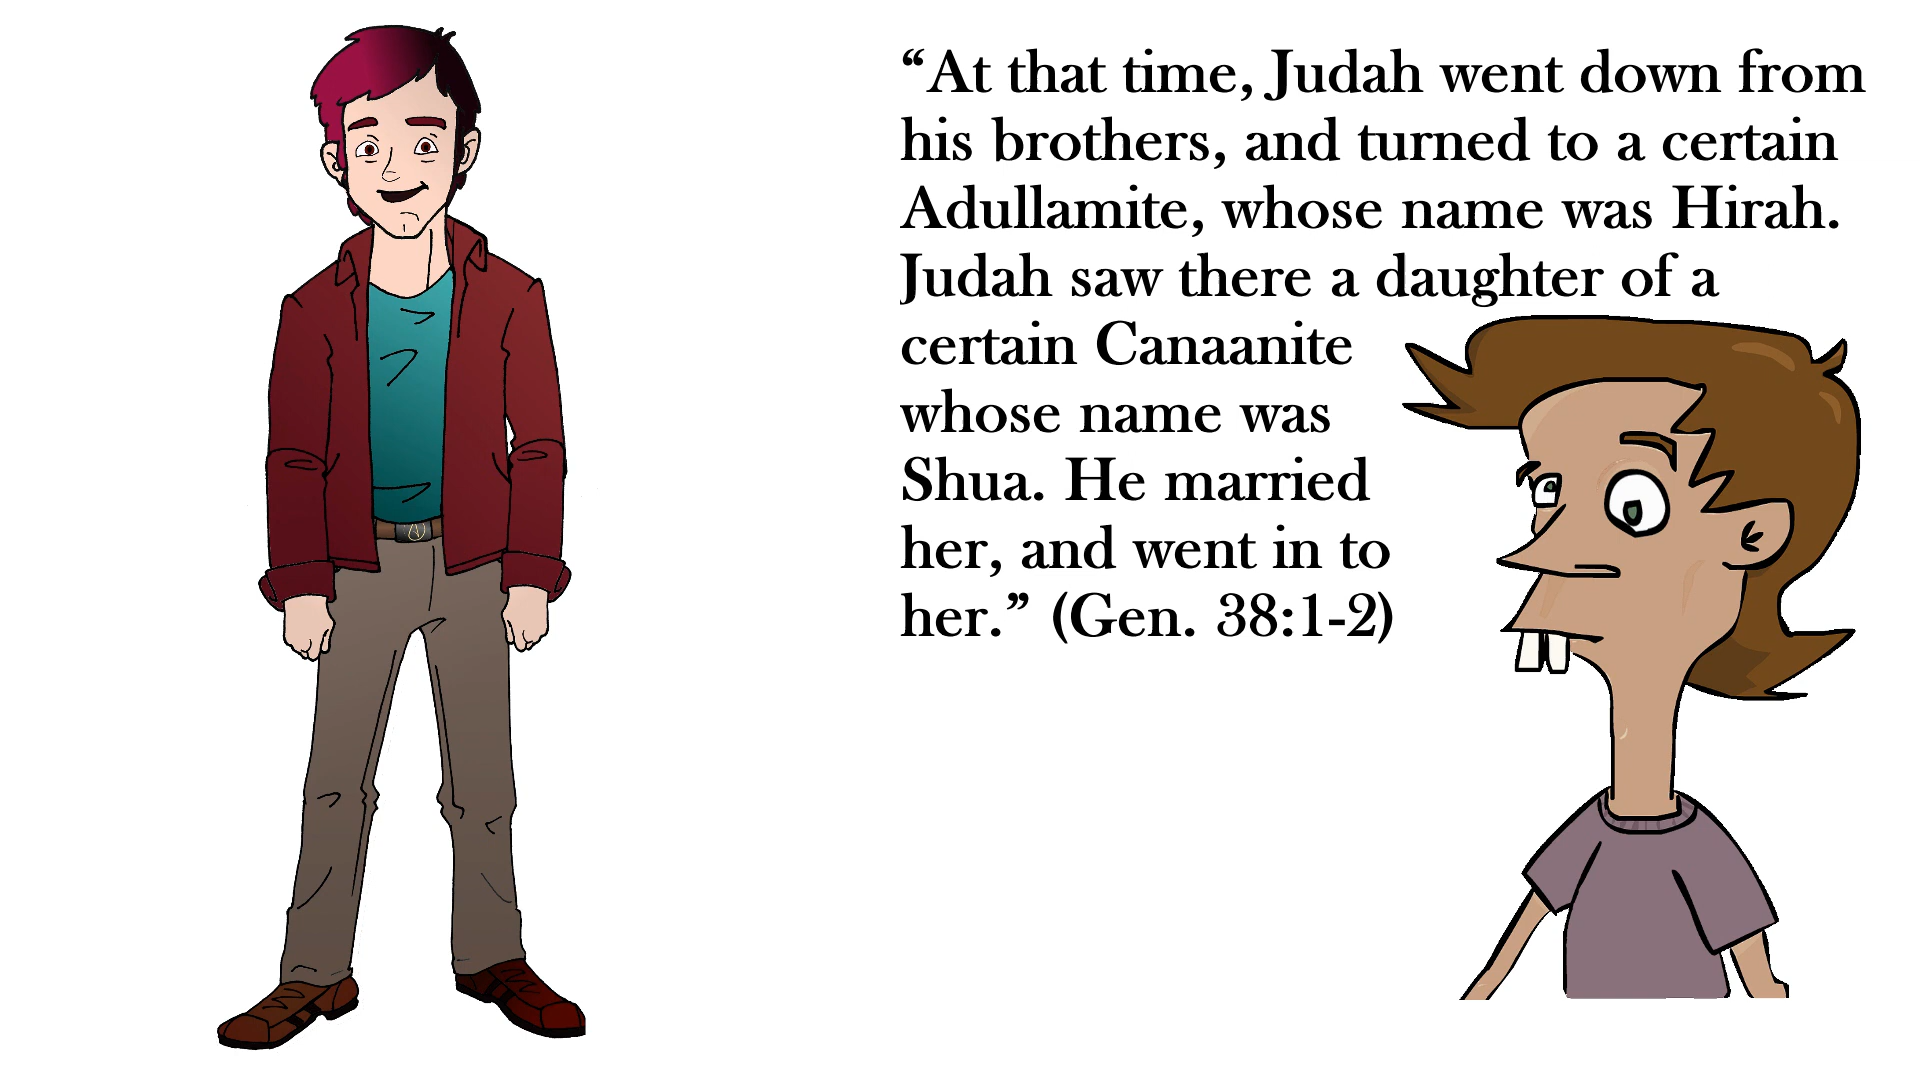 “At that time, Judah went down from
his brothers, and turned to a certain
Adullamite, whose name was Hirah.
Judah saw there a daughter of a
certain Canaanite
whose name was
Shua. He married
her, and went in to
her.” (Gen. 38:1-2)